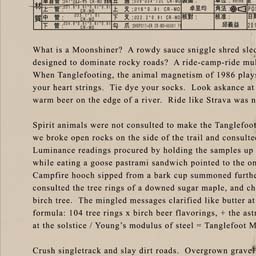 What is a Moonshiner? A rowdy sauce sniggle shred sled
designed to dominate rocky roads? A ride-camp-ride mul
When Tanglefooting, the animal magnetism of 1986 plays
your heart strings. Tie dye your socks. Look askance at
warm beer on the edge of a river. Ride like Strava was n
Spirit animals were not consulted to make the Tanglefoot
we broke open rocks on the side of the trail and consulted
Luminance readings procured by holding the samples up
while eating a goose pastrami sandwich pointed to the on
Campfire hooch sipped from a bark cup summoned furthe
consulted the tree rings of a downed sugar maple, and ch
birch tree. The mingled messages clarified like butter at
formula: 104 tree rings x birch beer flavorings, + the ast
at the solstice / Young's modulus of steel = Tanglefoot M
Crush singletrack and slay dirt roads. Overgrown gravel